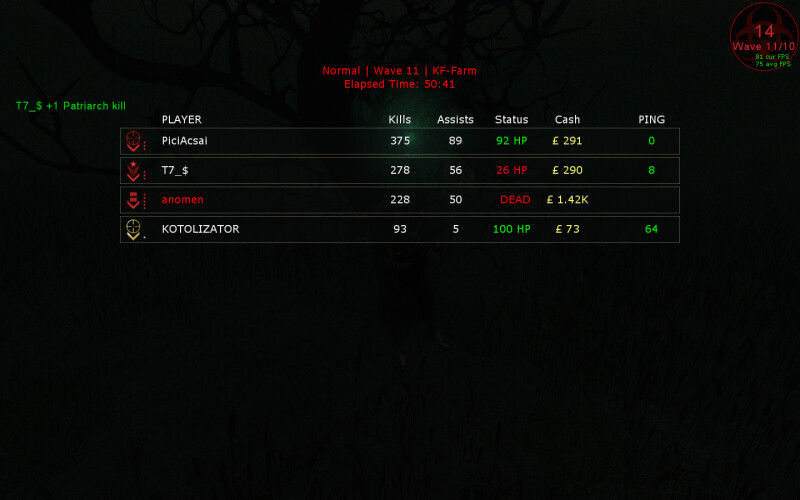 14
Wave 11/10
81 cur FPS
75 avg FPS
Normal | Wave 11 | KF-Farm
Elapsed Time: 50:41
T7_$ +1 Patriarch kill
PLAYER Kills Assists Status Cash PING
PiciAcsai 375 89 92 HP £ 291 0
T7_$ 278 56 26 HP £ 290 8
anomen 228 50 DEAD £ 1.42K
KOTOLIZATOR 93 5 100 HP £ 73 64